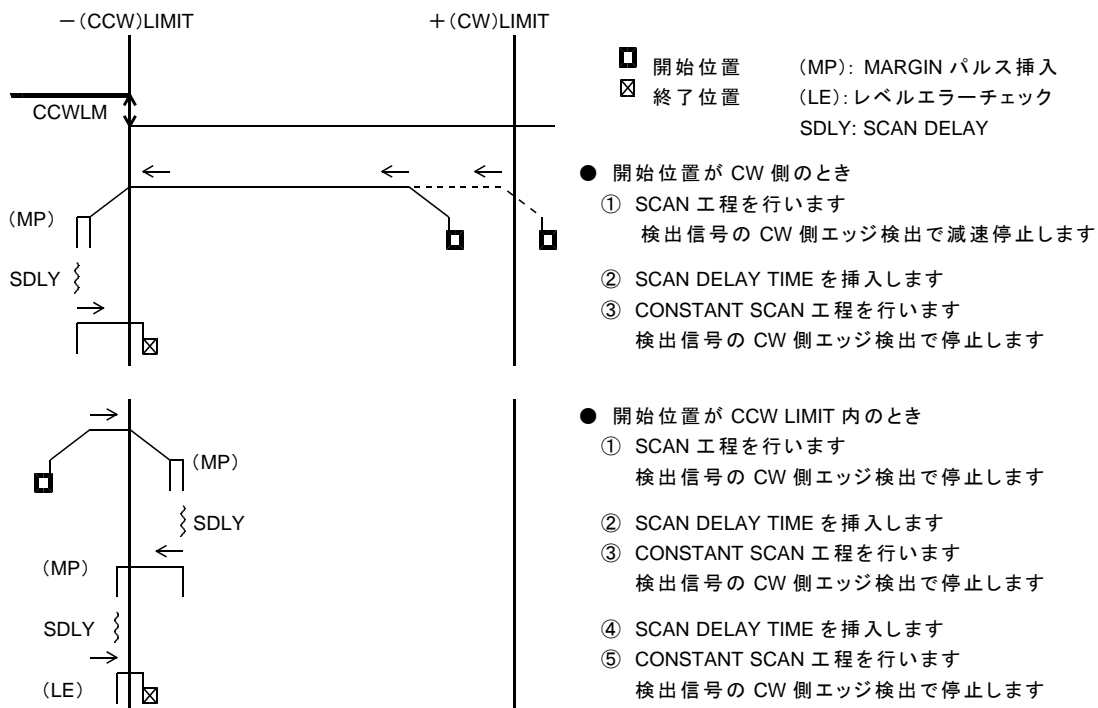 －(CCW)LIMIT
＋(CW)LIMIT
CCWLM
開始位置 (MP): MARGIN パルス挿入
終了位置 (LE):レベルエラーチェック
SDLY: SCAN DELAY
(MP)
SDLY
● 開始位置が CW 側のとき
① SCAN 工程を行います
検出信号の CW 側エッジ検出で減速停止します
② SCAN DELAY TIME を挿入します
③ CONSTANT SCAN 工程を行います
検出信号の CW 側エッジ検出で停止します
(MP)
SDLY
(MP)
SDLY
(LE)
● 開始位置が CCW LIMIT 内のとき
① SCAN 工程を行います
検出信号の CW 側エッジ検出で停止します
② SCAN DELAY TIME を挿入します
③ CONSTANT SCAN 工程を行います
検出信号の CW 側エッジ検出で停止します
④ SCAN DELAY TIME を挿入します
⑤ CONSTANT SCAN 工程を行います
検出信号の CW 側エッジ検出で停止します